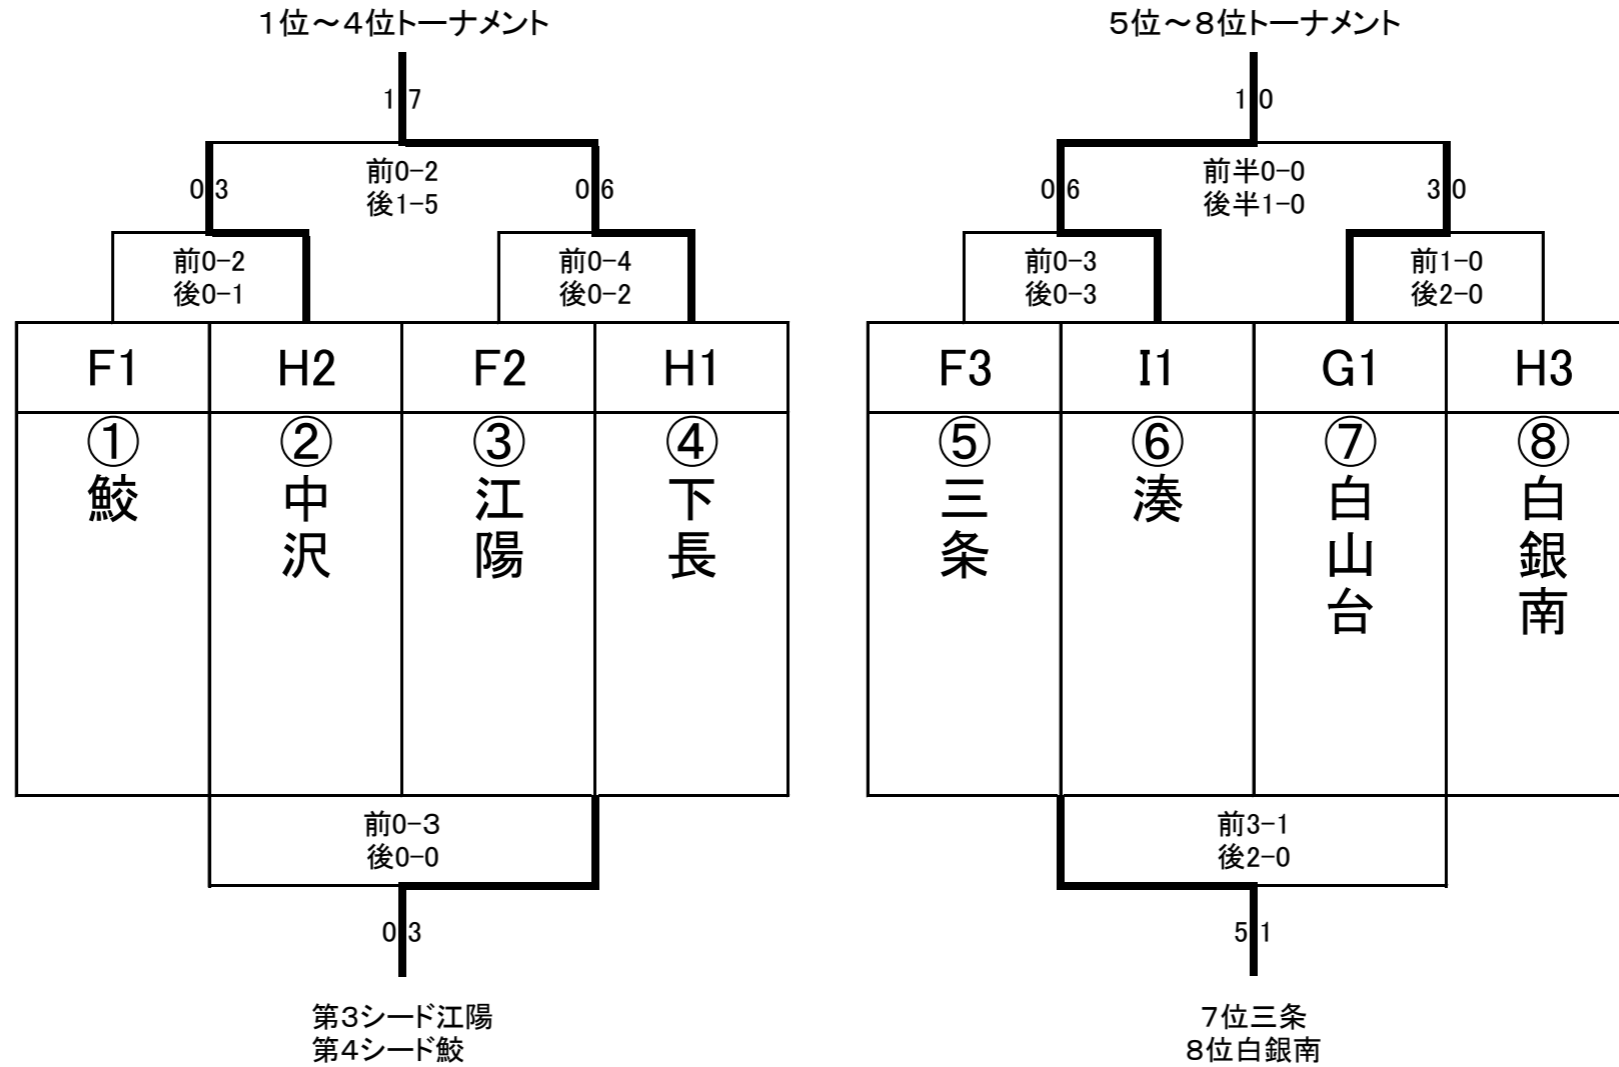 1位～4位トーナメント
1 7
前0-2
後1-5
0 3
0 6
前0-2
後0-1
前0-4
後0-2
F1
H2
F2
H1
①鮫
②中沢
③江陽
④下長
前0-3
後0-0
0 3
第3シード江陽
第4シード鮫
5位～8位トーナメント
1 0
前半0-0
後半1-0
0 6
3 0
前0-3
後0-3
前1-0
後2-0
F3
I1
G1
H3
⑤三条
⑥湊
⑦白山台
⑧白銀南
前3-1
後2-0
5 1
7位三条
8位白銀南